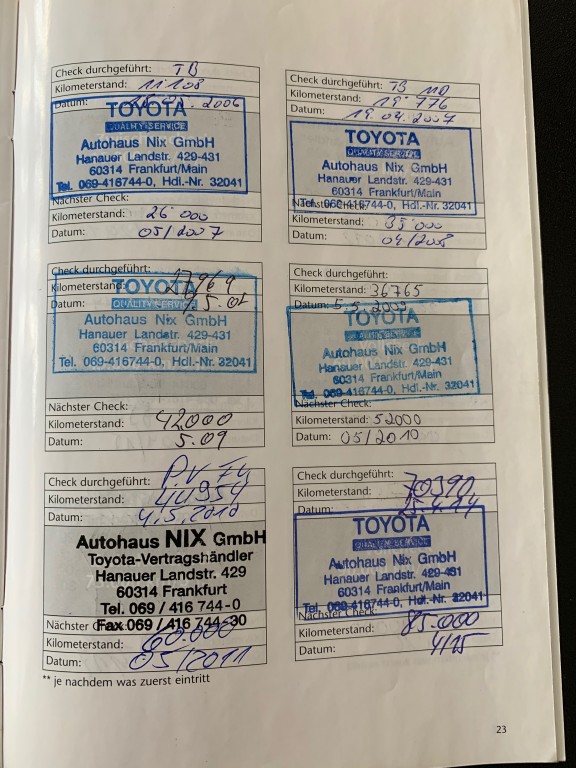 Check durchgeführt: TB
Kilometerstand: 11.108
Datum: 2006
TOYOTA
QUALITY-SERVICE
Autohaus Nix GmbH
Hanauer Landstr. 429-431
60314 Frankfurt/Main
Tel. 069-416744-0, Hdl.-Nr. 32041
Nächster Check:
Kilometerstand: 26 000
Datum: 05/2007
Check durchgeführt: TB
Kilometerstand: 19.776
Datum: 19.04.2007
TOYOTA
QUALITY-SERVICE
Autohaus Nix GmbH
Hanauer Landstr. 429-431
60314 Frankfurt/Main
Tel. 069-416744-0, Hdl.-Nr. 32041
Nächster Check:
Kilometerstand: 35 000
Datum: 04/2008
Check durchgeführt:
Kilometerstand: 27969
Datum:
TOYOTA
QUALITY-SERVICE
Autohaus Nix GmbH
Hanauer Landstr. 429-431
60314 Frankfurt/Main
Tel. 069-416744-0, Hdl.-Nr. 32041
Nächster Check:
Kilometerstand: 42000
Datum: 5.09
Check durchgeführt:
Kilometerstand: 36765
Datum: 5.5.2009
TOYOTA
QUALITY-SERVICE
Autohaus Nix GmbH
Hanauer Landstr. 429-431
60314 Frankfurt/Main
Tel. 069-416744-0, Hdl.-Nr. 32041
Nächster Check:
Kilometerstand: 52000
Datum: 05/2010
Check durchgeführt:
Kilometerstand: 44954
Datum: 4.5.2010
Autohaus NIX GmbH
Toyota-Vertragshändler
Hanauer Landstr. 429
60314 Frankfurt
Tel. 069 / 416 744-0
Fax 069 / 416 744-30
Nächster Check:
Kilometerstand: 60.000
Datum: 05/2011
Check durchgeführt:
Kilometerstand: 70391
Datum:
TOYOTA
QUALITY-SERVICE
Autohaus Nix GmbH
Hanauer Landstr. 429-431
60314 Frankfurt/Main
Tel. 069-416744-0, Hdl.-Nr. 32041
Nächster Check:
Kilometerstand: 85.000
Datum: 4/15
** je nachdem was zuerst eintritt
23